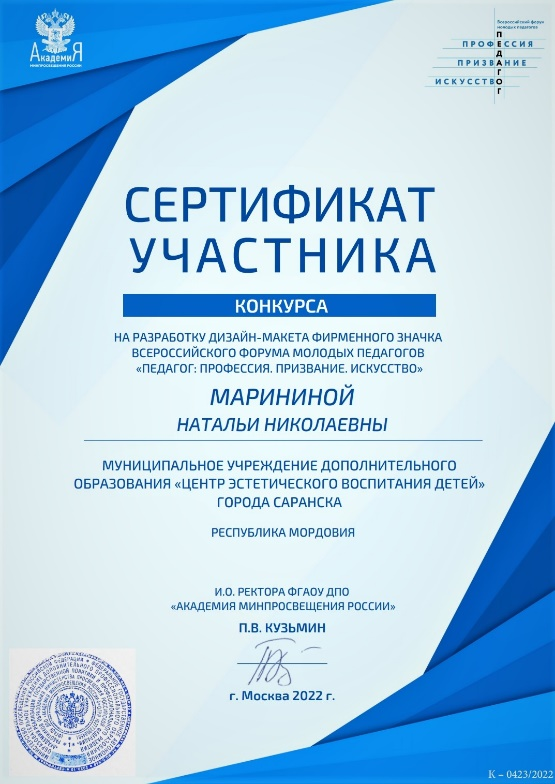 АкадемиЯ
МИНПРОСВЕЩЕНИЯ РОССИИ
Всероссийский форум
молодых педагогов
ПЕДАГОГ
ПРОФЕССИЯ
ПРИЗВАНИЕ
ИСКУССТВО
СЕРТИФИКАТ
УЧАСТНИКА
КОНКУРСА
НА РАЗРАБОТКУ ДИЗАЙН-МАКЕТА ФИРМЕННОГО ЗНАЧКА
ВСЕРОССИЙСКОГО ФОРУМА МОЛОДЫХ ПЕДАГОГОВ
«ПЕДАГОГ: ПРОФЕССИЯ. ПРИЗВАНИЕ. ИСКУССТВО»
МАРИНИНОЙ
НАТАЛЬИ НИКОЛАЕВНЫ
МУНИЦИПАЛЬНОЕ УЧРЕЖДЕНИЕ ДОПОЛНИТЕЛЬНОГО
ОБРАЗОВАНИЯ «ЦЕНТР ЭСТЕТИЧЕСКОГО ВОСПИТАНИЯ ДЕТЕЙ»
ГОРОДА САРАНСКА
РЕСПУБЛИКА МОРДОВИЯ
И.О. РЕКТОРА ФГАОУ ДПО
«АКАДЕМИЯ МИНПРОСВЕЩЕНИЯ РОССИИ»
П.В. КУЗЬМИН
г. Москва 2022 г.
К – 0423/2022